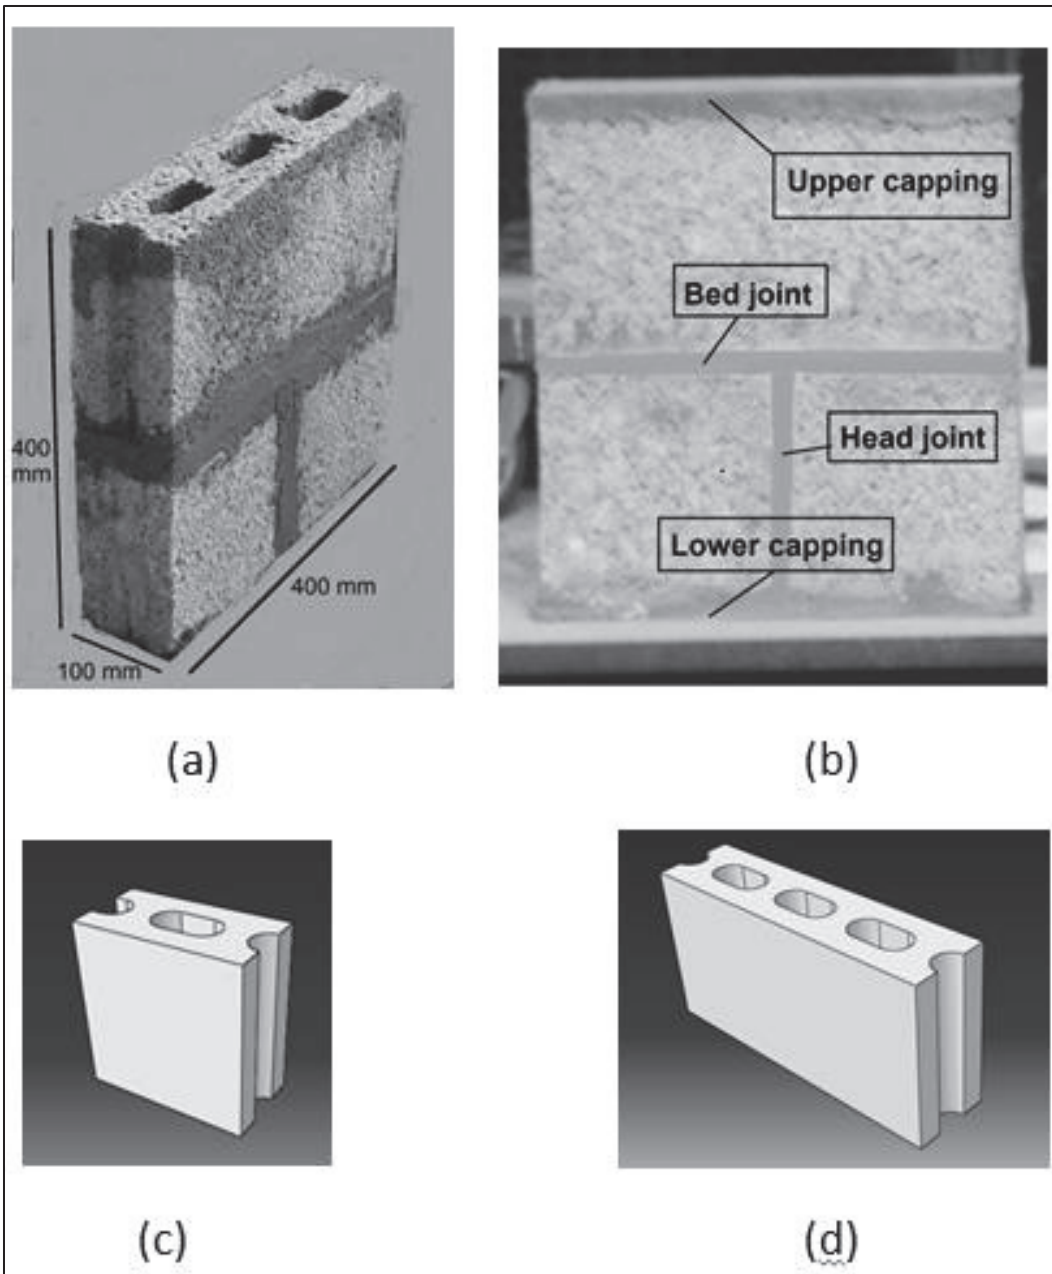 400
mm
400 mm
100 mm
(a)
Upper capping
Bed joint
Head joint
Lower capping
(b)
(c)
(d)